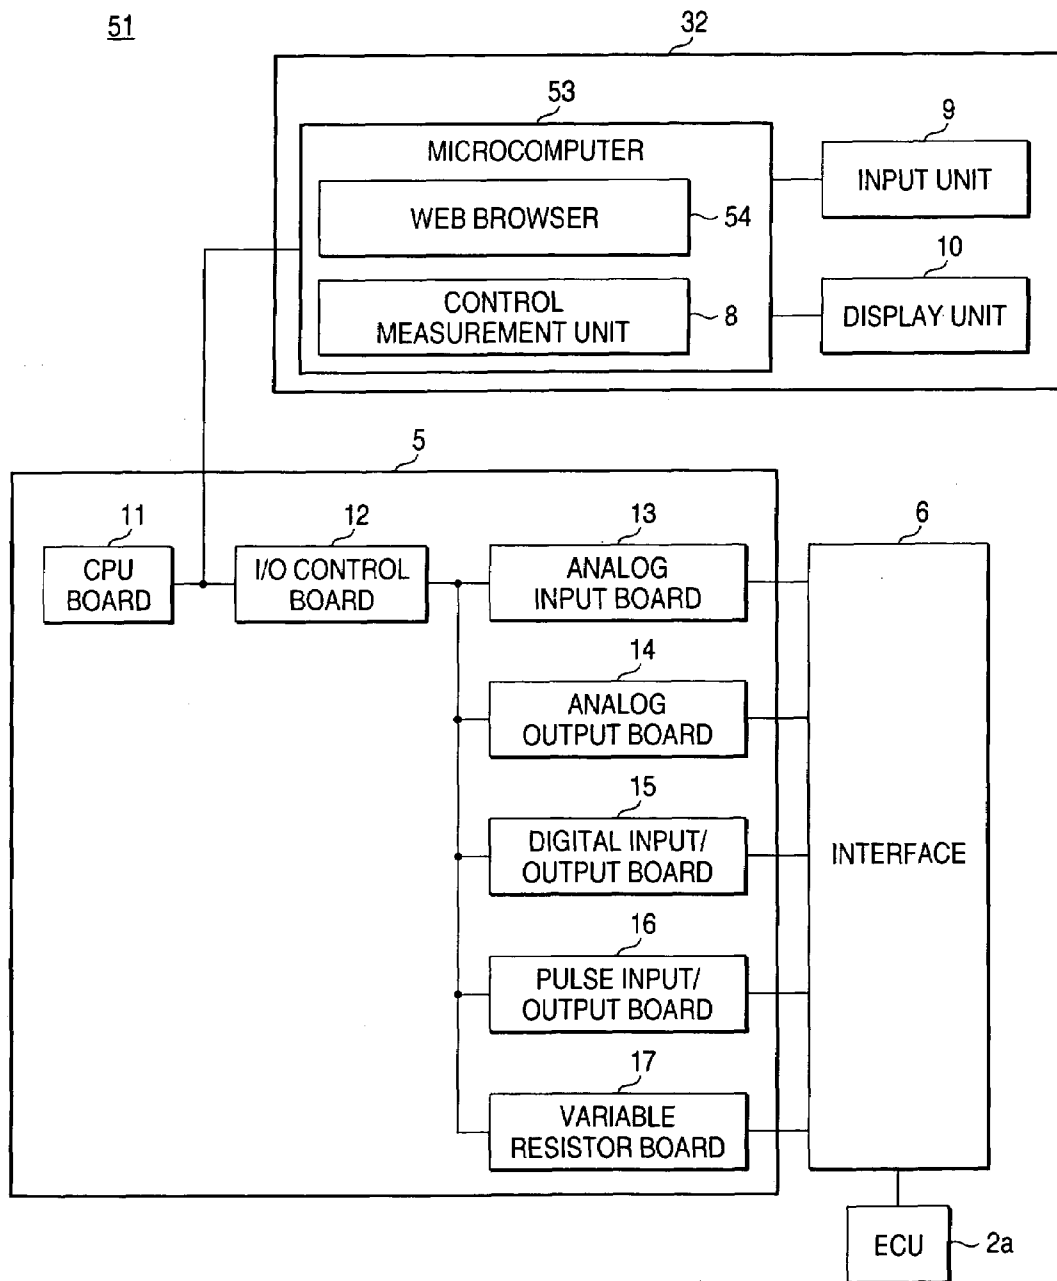 51
32
53
MICROCOMPUTER
WEB BROWSER
54
CONTROL
MEASUREMENT UNIT
8
9
INPUT UNIT
10
DISPLAY UNIT
5
11
CPU
BOARD
12
I/O CONTROL
BOARD
13
ANALOG
INPUT BOARD
14
ANALOG
OUTPUT BOARD
15
DIGITAL INPUT/
OUTPUT BOARD
16
PULSE INPUT/
OUTPUT BOARD
17
VARIABLE
RESISTOR BOARD
6
INTERFACE
ECU
2a